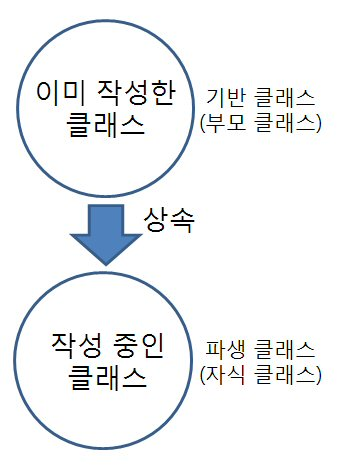 이미 작성한
클래스
기반 클래스
(부모 클래스)
상속
작성 중인
클래스
파생 클래스
(자식 클래스)